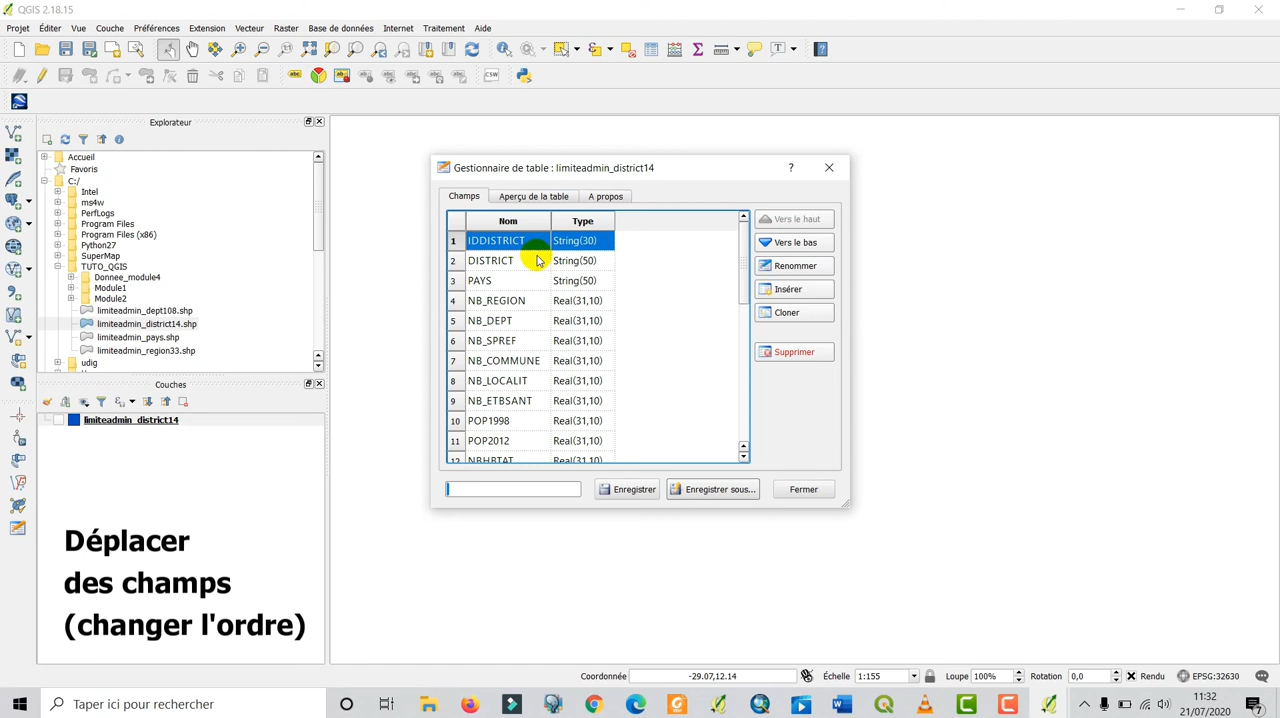 QGIS 2.18.15
Projet Éditer Vue Couche Préférences Extension Vecteur Raster Base de données Internet Traitement Aide
Explorateur
Accueil
Favoris
C:/
Intel
ms4w
PerfLogs
Program Files
Program Files (x86)
Python27
SuperMap
TUTO_QGIS
Donnee_module4
Module1
Module2
limiteadmin_dept108.shp
limiteadmin_district14.shp
limiteadmin_pays.shp
limiteadmin_region33.shp
udig
Couches
limiteadmin_district14
Déplacer
des champs
(changer l'ordre)
Gestionnaire de table : limiteadmin_district14
Champs Aperçu de la table A propos
Nom Type
1 IDDISTRICT String(30)
2 DISTRICT String(50)
3 PAYS String(50)
4 NB_REGION Real(31,10)
5 NB_DEPT Real(31,10)
6 NB_SPREF Real(31,10)
7 NB_COMMUNE Real(31,10)
8 NB_LOCALIT Real(31,10)
9 NB_ETBSANT Real(31,10)
10 POP1998 Real(31,10)
11 POP2012 Real(31,10)
12 NBHBTAT Real(31,10)
Vers le haut
Vers le bas
Renommer
Insérer
Cloner
Supprimer
Enregistrer Enregistrer sous... Fermer
Coordonnée -29.07,12.14 Échelle 1:155 Loupe 100% Rotation 0,0 Rendu EPSG:32630
Taper ici pour rechercher
11:32
21/07/2020